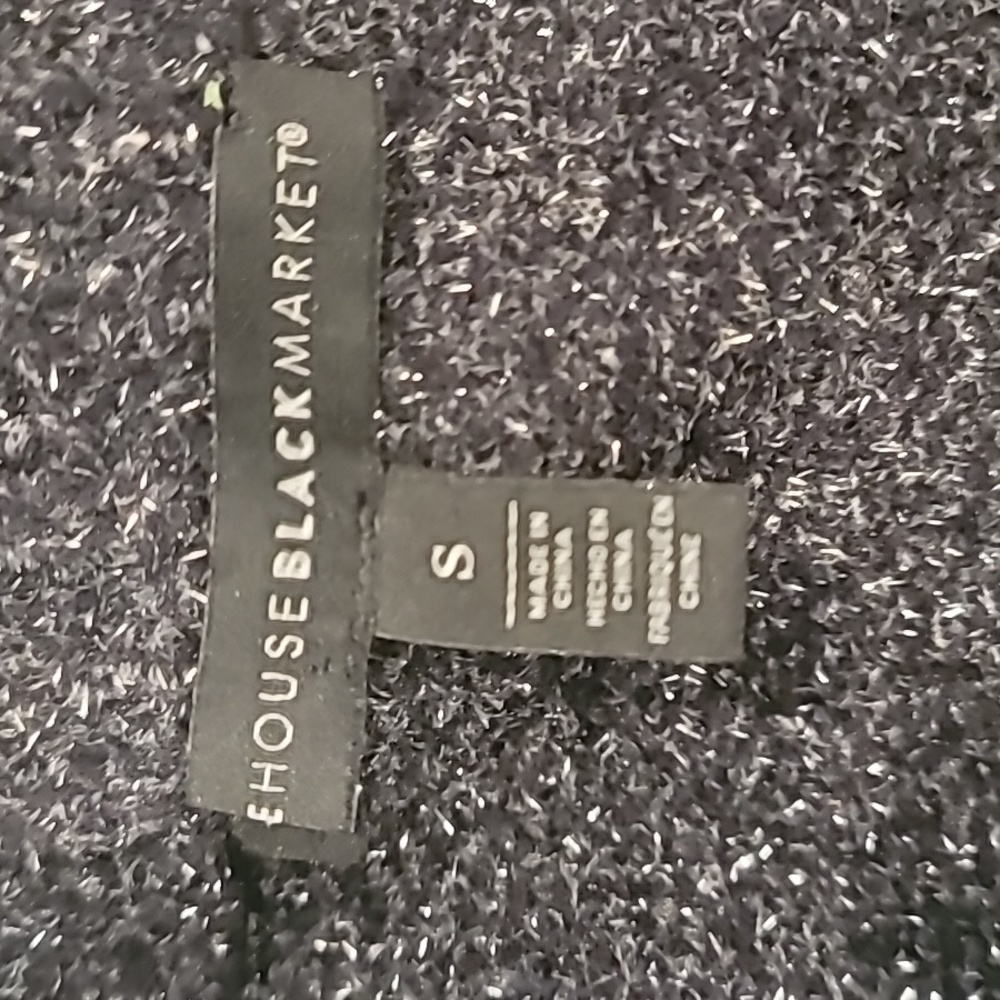 EHOUSEBLACKMARKET®
S
MADE IN
CHINA
HECHO EN
CHINA
FABRIQUÉ EN
CHINE